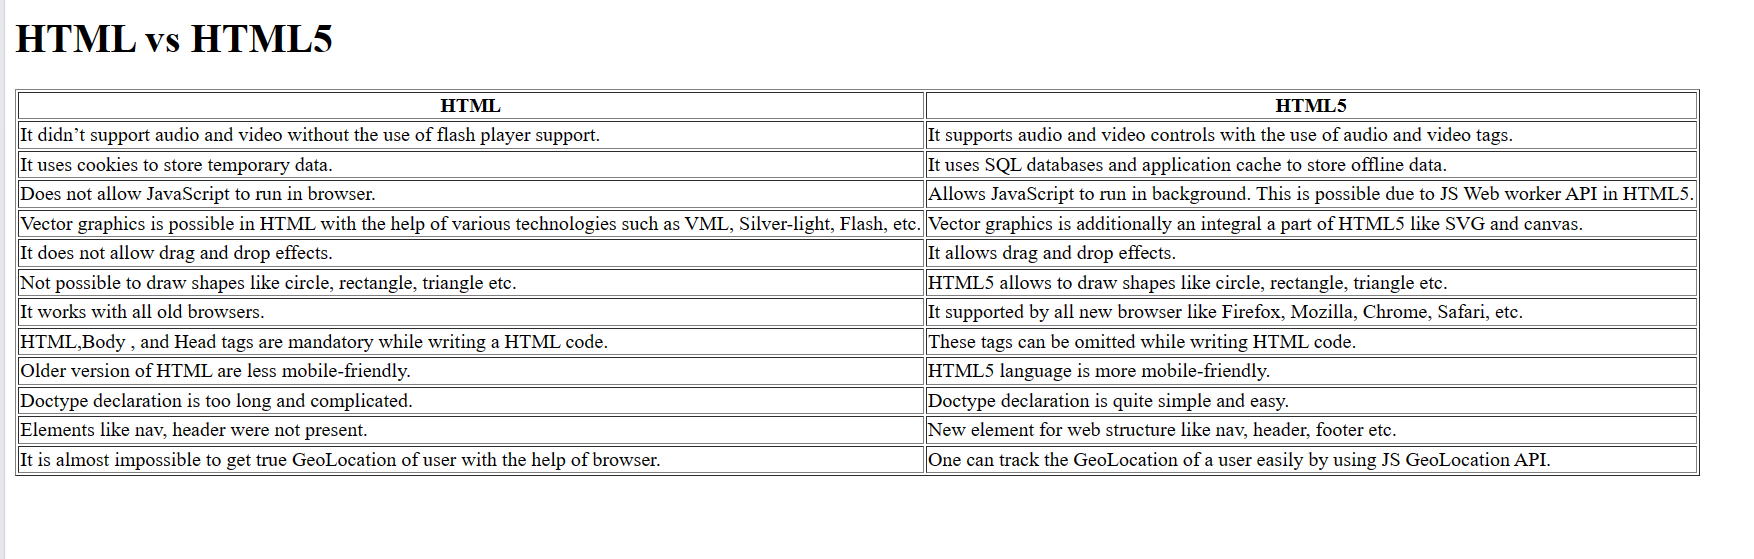 HTML vs HTML5
HTML HTML5
It didn’t support audio and video without the use of flash player support. It supports audio and video controls with the use of audio and video tags.
It uses cookies to store temporary data. It uses SQL databases and application cache to store offline data.
Does not allow JavaScript to run in browser. Allows JavaScript to run in background. This is possible due to JS Web worker API in HTML5.
Vector graphics is possible in HTML with the help of various technologies such as VML, Silver-light, Flash, etc. Vector graphics is additionally an integral a part of HTML5 like SVG and canvas.
It does not allow drag and drop effects. It allows drag and drop effects.
Not possible to draw shapes like circle, rectangle, triangle etc. HTML5 allows to draw shapes like circle, rectangle, triangle etc.
It works with all old browsers. It supported by all new browser like Firefox, Mozilla, Chrome, Safari, etc.
HTML,Body , and Head tags are mandatory while writing a HTML code. These tags can be omitted while writing HTML code.
Older version of HTML are less mobile-friendly. HTML5 language is more mobile-friendly.
Doctype declaration is too long and complicated. Doctype declaration is quite simple and easy.
Elements like nav, header were not present. New element for web structure like nav, header, footer etc.
It is almost impossible to get true GeoLocation of user with the help of browser. One can track the GeoLocation of a user easily by using JS GeoLocation API.